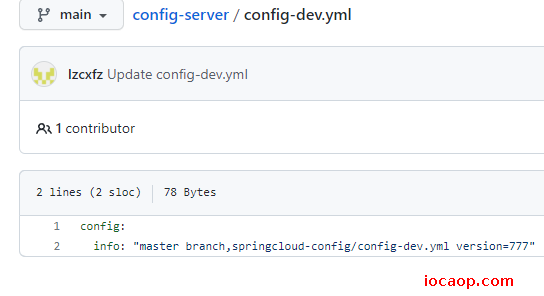 main
config-server / config-dev.yml
lzcxfz Update config-dev.yml
1 contributor
2 lines (2 sloc) 78 Bytes
1 config:
2 info: "master branch,springcloud-config/config-dev.yml version=777"
iocaop.com